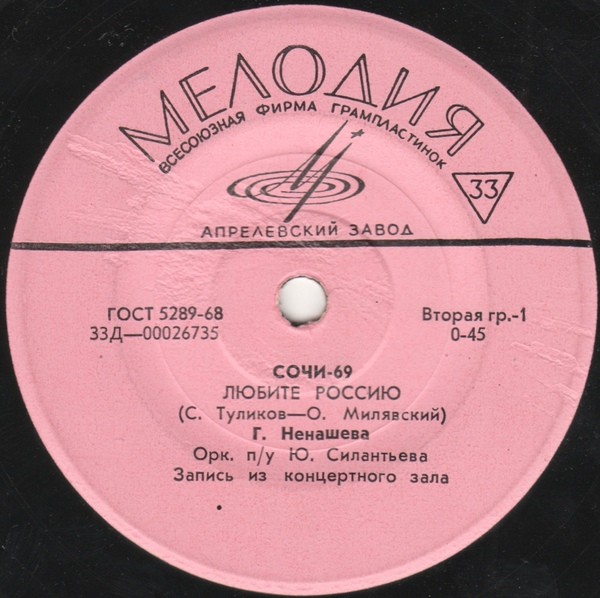 МЕЛОДИЯ
ВСЕСОЮЗНАЯ ФИРМА ГРАМПЛАСТИНОК
33
АПРЕЛЕВСКИЙ ЗАВОД
ГОСТ 5289-68
33Д—00026735
Вторая гр.-1
0-45
СОЧИ-69
ЛЮБИТЕ РОССИЮ
(С. Туликов—О. Милявский)
Г. Ненашева
Орк. п/у Ю. Силантьева
Запись из концертного зала